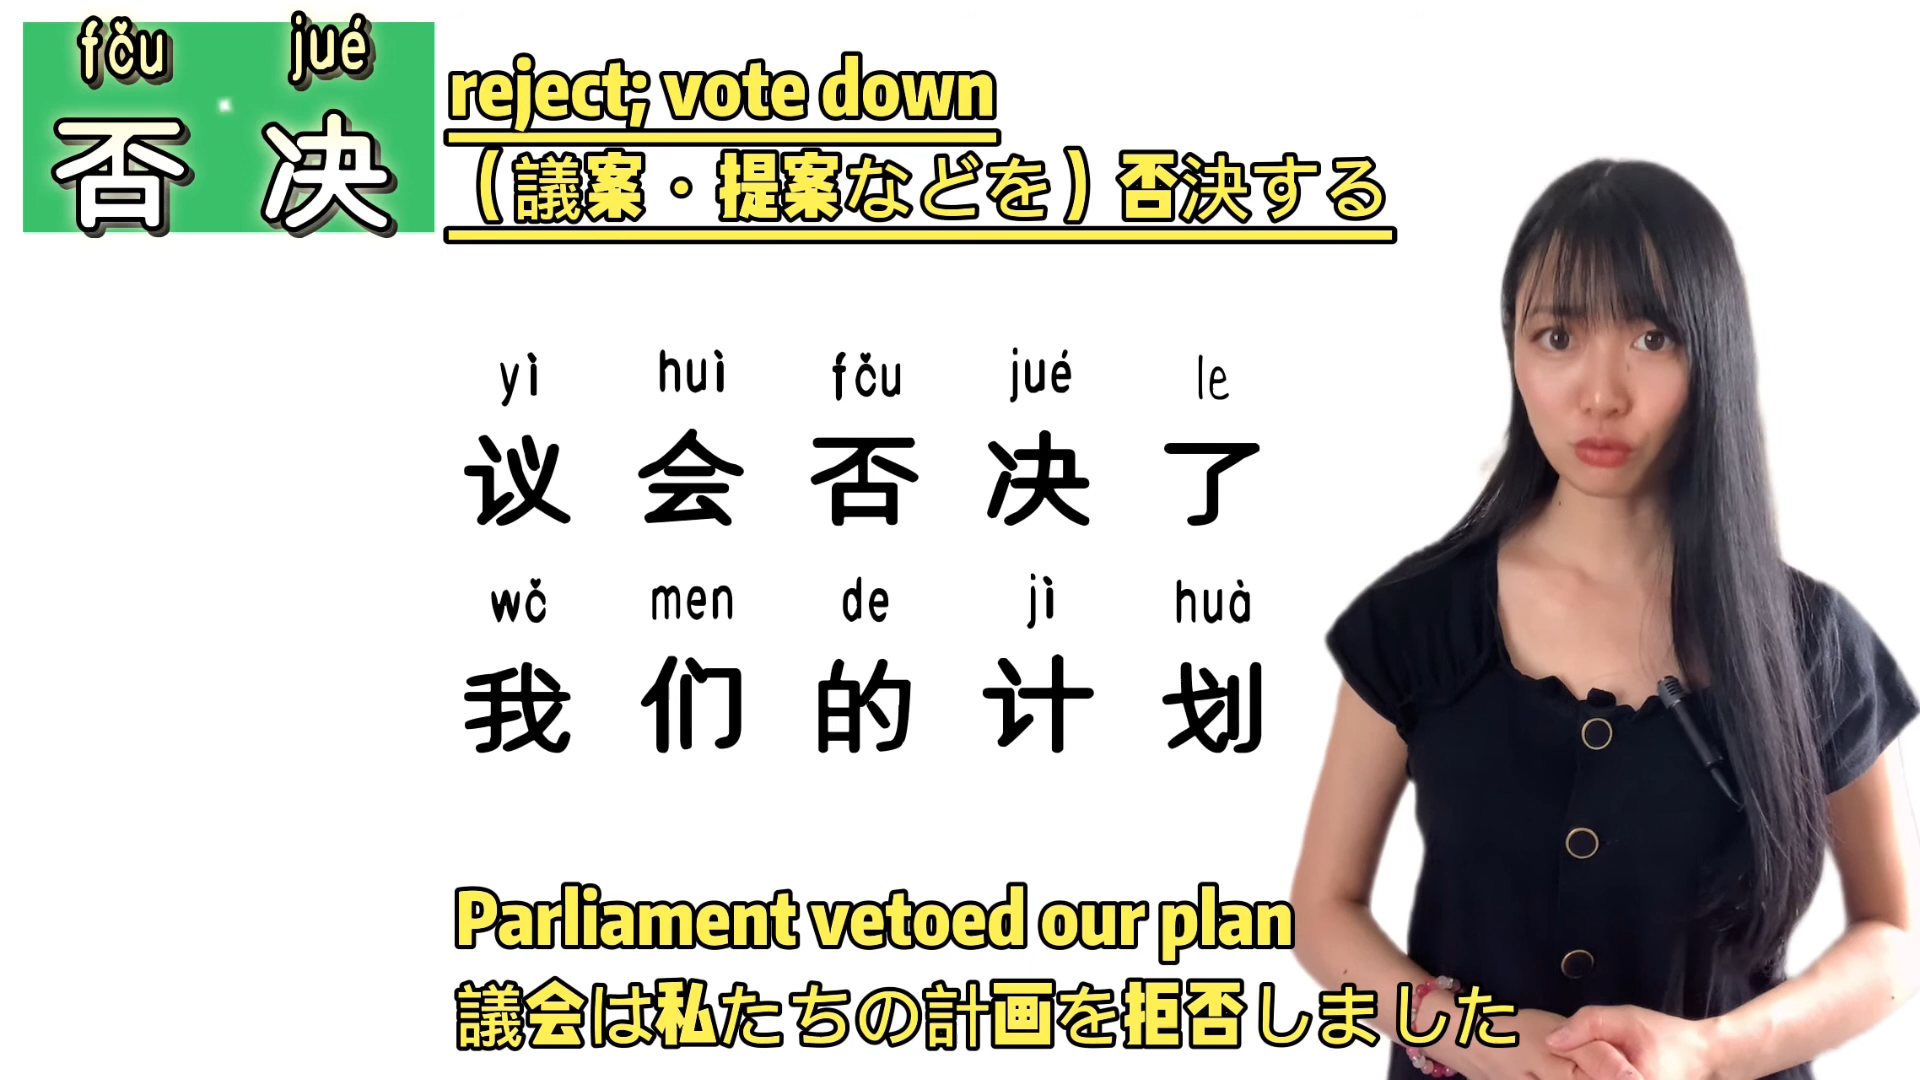 fǒu jué
否 决
reject; vote down
（議案・提案などを）否決する
yì huì fǒu jué le
议 会 否 决 了
wǒ men de jì huà
我 们 的 计 划
Parliament vetoed our plan
議会は私たちの計画を拒否しました